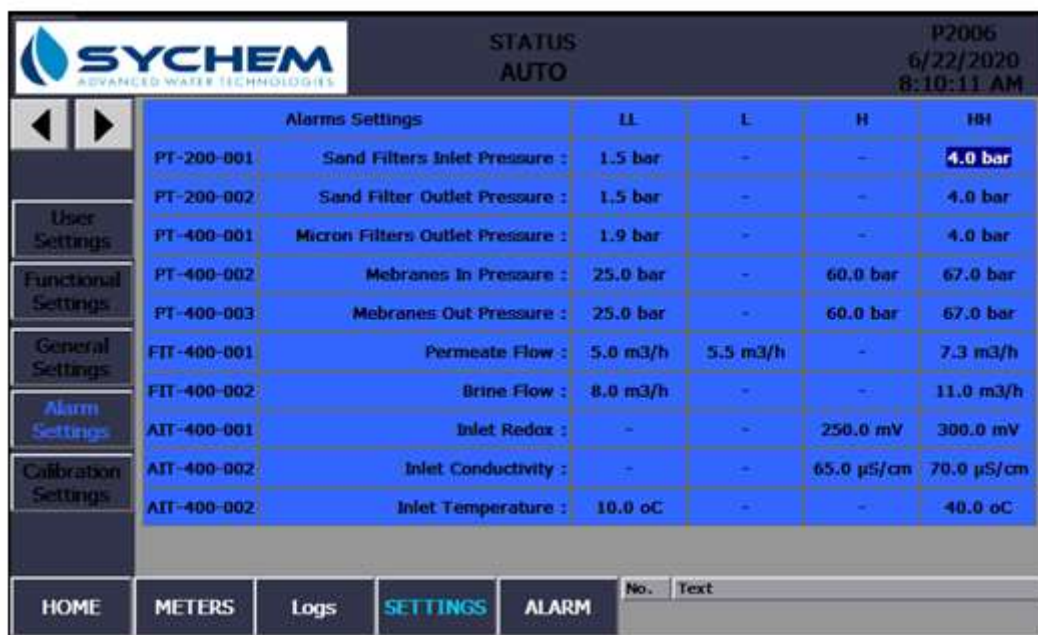 SYCHEM
ADVANCED WATER TECHNOLOGIES
STATUS
AUTO
P2006
6/22/2020
8:10:11 AM
Alarms Settings LL L H HH
PT-200-001 Sand Filters Inlet Pressure : 1.5 bar - - 4.0 bar
PT-200-002 Sand Filter Outlet Pressure : 1.5 bar - - 4.0 bar
PT-400-001 Micron Filters Outlet Pressure : 1.9 bar - - 4.0 bar
PT-400-002 Mebranes In Pressure : 25.0 bar - 60.0 bar 67.0 bar
PT-400-003 Mebranes Out Pressure : 25.0 bar - 60.0 bar 67.0 bar
FIT-400-001 Permeate Flow : 5.0 m3/h 5.5 m3/h - 7.3 m3/h
FIT-400-002 Brine Flow : 8.0 m3/h - - 11.0 m3/h
AIT-400-001 Inlet Redox : - - 250.0 mV 300.0 mV
AIT-400-002 Inlet Conductivity : - - 65.0 µS/cm 70.0 µS/cm
AIT-400-002 Inlet Temperature : 10.0 oC - - 40.0 oC
User
Settings
Functional
Settings
General
Settings
Alarm
Settings
Calibration
Settings
HOME METERS Logs SETTINGS ALARM
No. Text